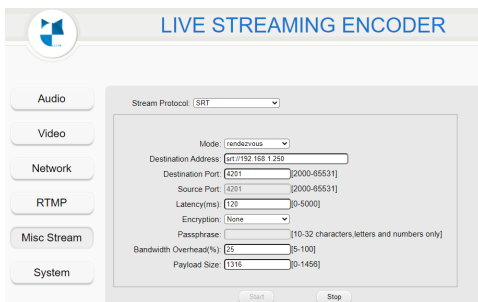 LIVE STREAMING ENCODER
Audio
Video
Network
RTMP
Misc Stream
System
Stream Protocol: SRT
Mode: rendezvous
Destination Address: srt://192.168.1.250
Destination Port: 4201 [2000-65531]
Source Port: 4201 [2000-65531]
Latency(ms): 120 [0-5000]
Encryption: None
Passphrase: [10-32 characters,letters and numbers only]
Bandwidth Overhead(%): 25 [5-100]
Payload Size: 1316 [0-1456]
Start Stop